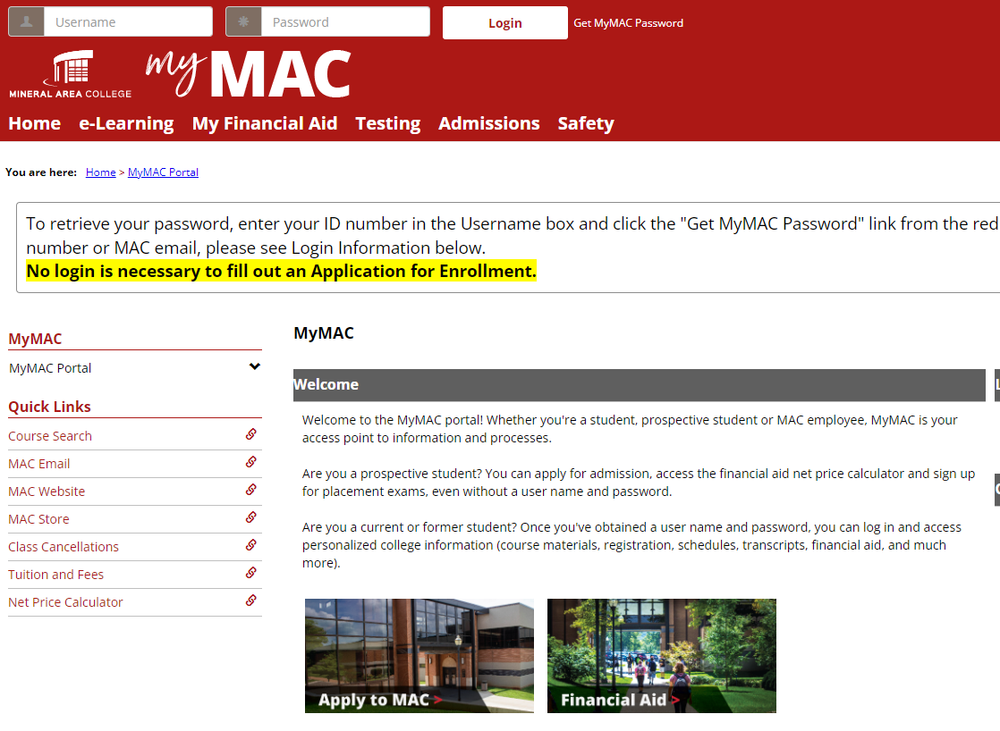 Username
Password
Login
Get MyMAC Password
MINERAL AREA COLLEGE
my MAC
Home e-Learning My Financial Aid Testing Admissions Safety
You are here: Home > MyMAC Portal
To retrieve your password, enter your ID number in the Username box and click the "Get MyMAC Password" link from the red
number or MAC email, please see Login Information below.
No login is necessary to fill out an Application for Enrollment.
MyMAC
MyMAC Portal
Quick Links
Course Search
MAC Email
MAC Website
MAC Store
Class Cancellations
Tuition and Fees
Net Price Calculator
MyMAC
Welcome
Welcome to the MyMAC portal! Whether you're a student, prospective student or MAC employee, MyMAC is your
access point to information and processes.
Are you a prospective student? You can apply for admission, access the financial aid net price calculator and sign up
for placement exams, even without a user name and password.
Are you a current or former student? Once you've obtained a user name and password, you can log in and access
personalized college information (course materials, registration, schedules, transcripts, financial aid, and much
more).
Apply to MAC >
Financial Aid >